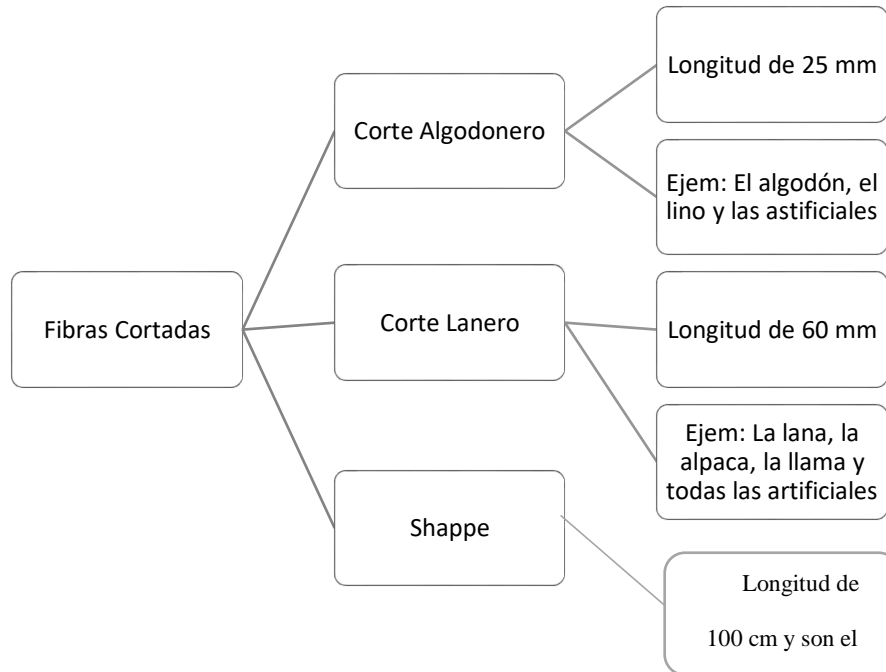 Fibras Cortadas
Corte Algodonero
Longitud de 25 mm
Ejem: El algodón, el
lino y las astificiales
Corte Lanero
Longitud de 60 mm
Ejem: La lana, la
alpaca, la llama y
todas las artificiales
Shappe
Longitud de
100 cm y son el